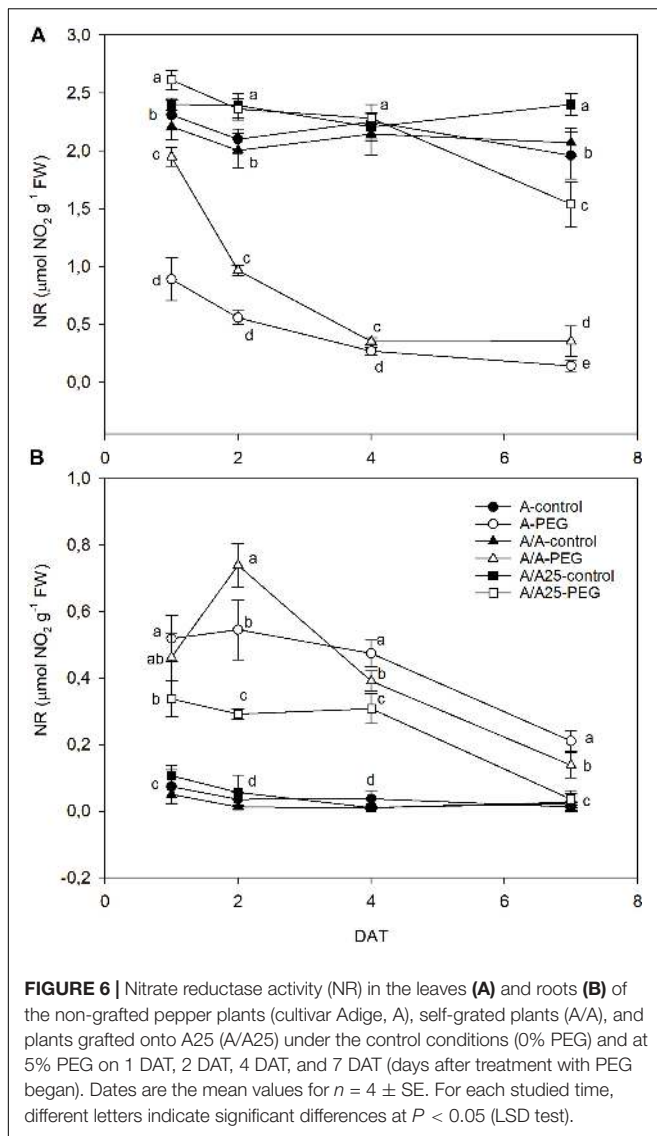 A
3,0
2,5
2,0
1,5
1,0
0,5
0,0
NR (µmol NO2 g-1 FW)
a
b
c
d
a
b
c
d
a
c
d
a
b
c
d
e
0 2 4 6 8
B
1,0
0,8
0,6
0,4
0,2
0,0
-0,2
NR (µmol NO2 g-1 FW)
A-control
A-PEG
A/A-control
A/A-PEG
A/A25-control
A/A25-PEG
a
ab
b
c
a
b
c
d
a
b
c
d
a
b
c
0 2 4 6 8
DAT
FIGURE 6 | Nitrate reductase activity (NR) in the leaves (A) and roots (B) of
the non-grafted pepper plants (cultivar Adige, A), self-grated plants (A/A), and
plants grafted onto A25 (A/A25) under the control conditions (0% PEG) and at
5% PEG on 1 DAT, 2 DAT, 4 DAT, and 7 DAT (days after treatment with PEG
began). Dates are the mean values for n = 4 ± SE. For each studied time,
different letters indicate significant differences at P < 0.05 (LSD test).